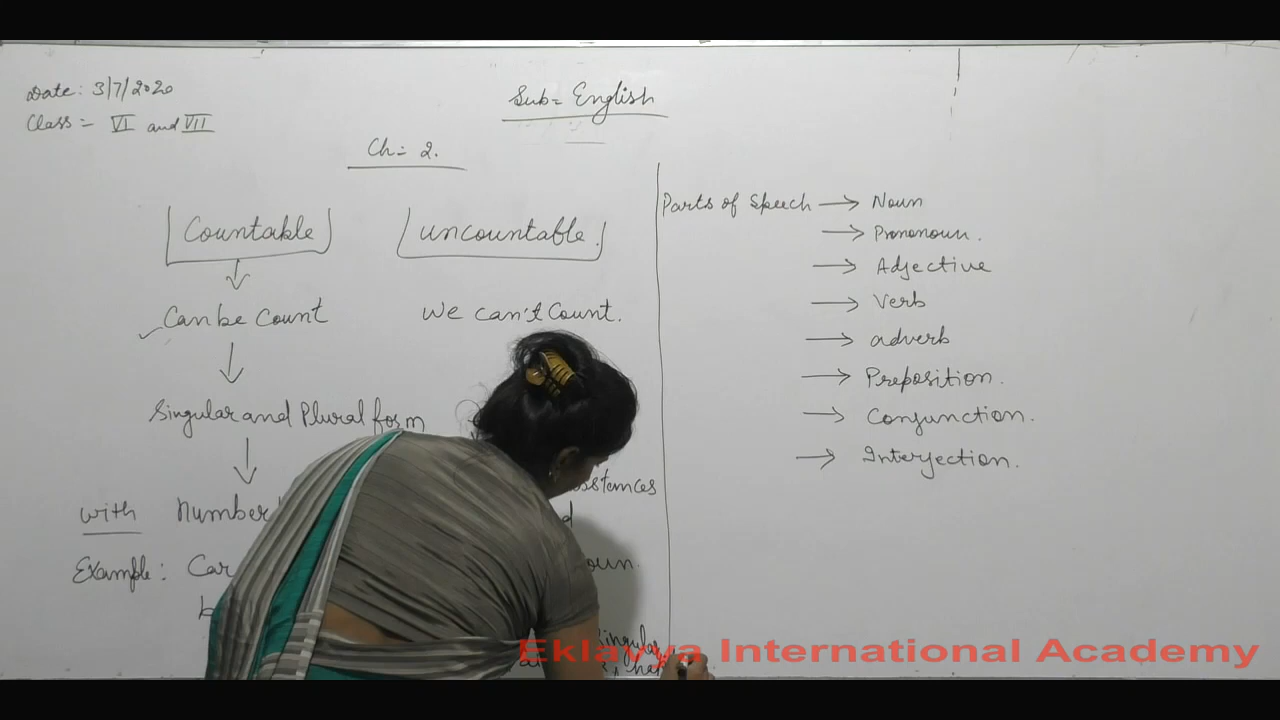 Date: 3/7/2020
Class = VI and VII
Sub = English
Ch = 2.
Countable
Can be Count
Singular and Plural form
with Number
Example: Car
uncountable.
We can't Count.
Singular
Parts of Speech → Noun
→ Prononoun.
→ Adjective
→ Verb
→ adverb
→ Preposition.
→ Conjunction.
→ Interjection.
Eklavya International Academy